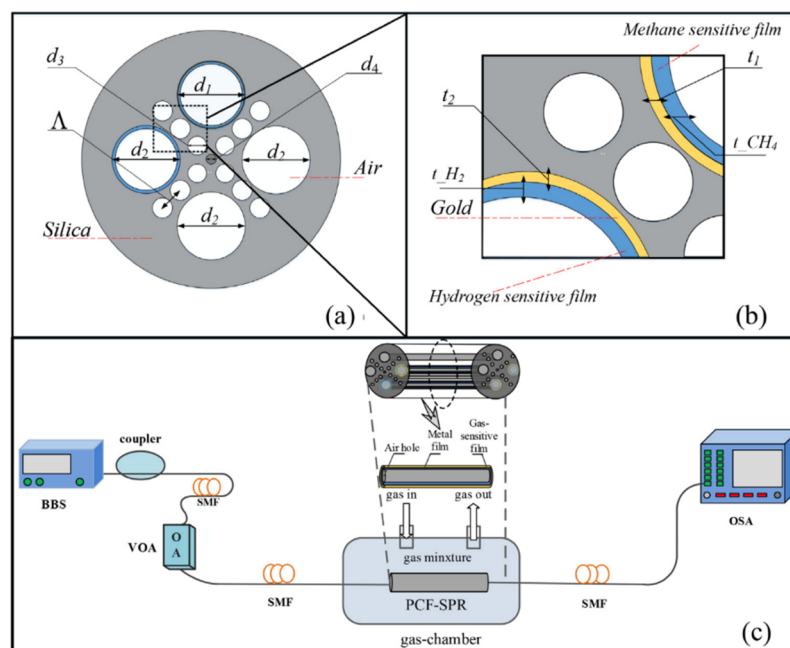 d3
d4
d1
Λ
d2
d2
Air
d2
Silica
(a)
Methane sensitive film
t1
t2
t_CH4
t_H2
Gold
Hydrogen sensitive film
(b)
coupler
BBS
SMF
VOA
O
A
SMF
Air hole
Metal
film
Gas-
sensitive film
gas in
gas out
gas minxture
PCF-SPR
gas-chamber
SMF
OSA
(c)